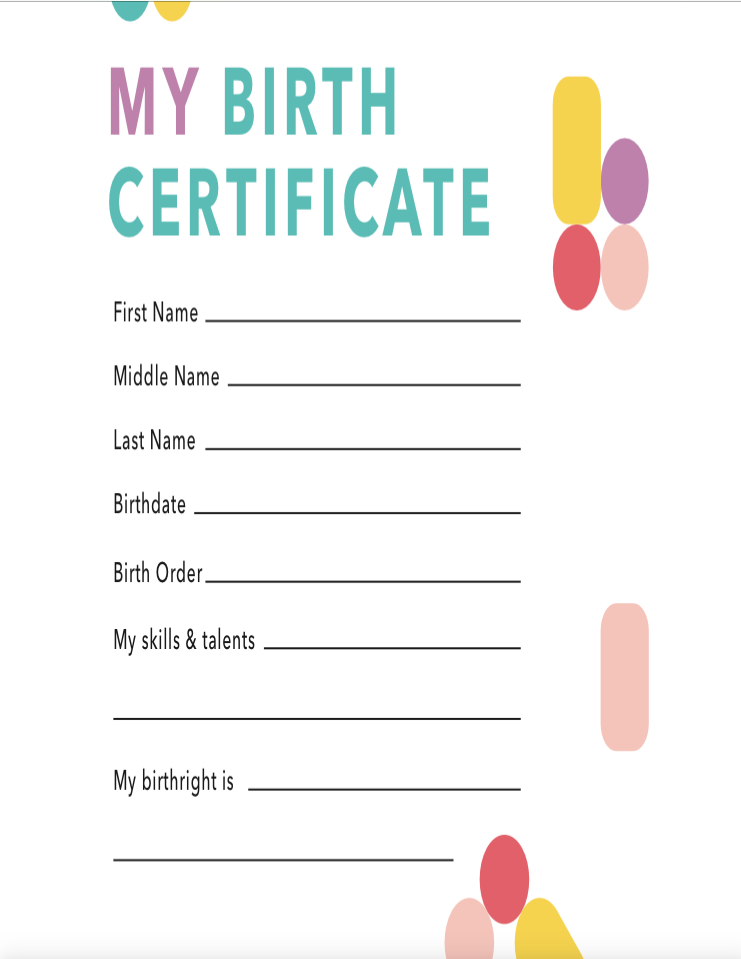 MY BIRTH
CERTIFICATE
First Name
Middle Name
Last Name
Birthdate
Birth Order
My skills & talents
My birthright is